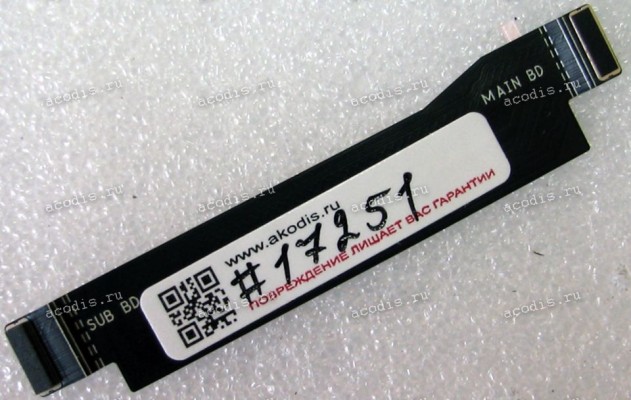 MAIN BD
www.akodis.ru
#17251
ПОВРЕЖДЕНИЕ ЛИШАЕТ ВАС ГАРАНТИИ
SUB BD
acodis.ru